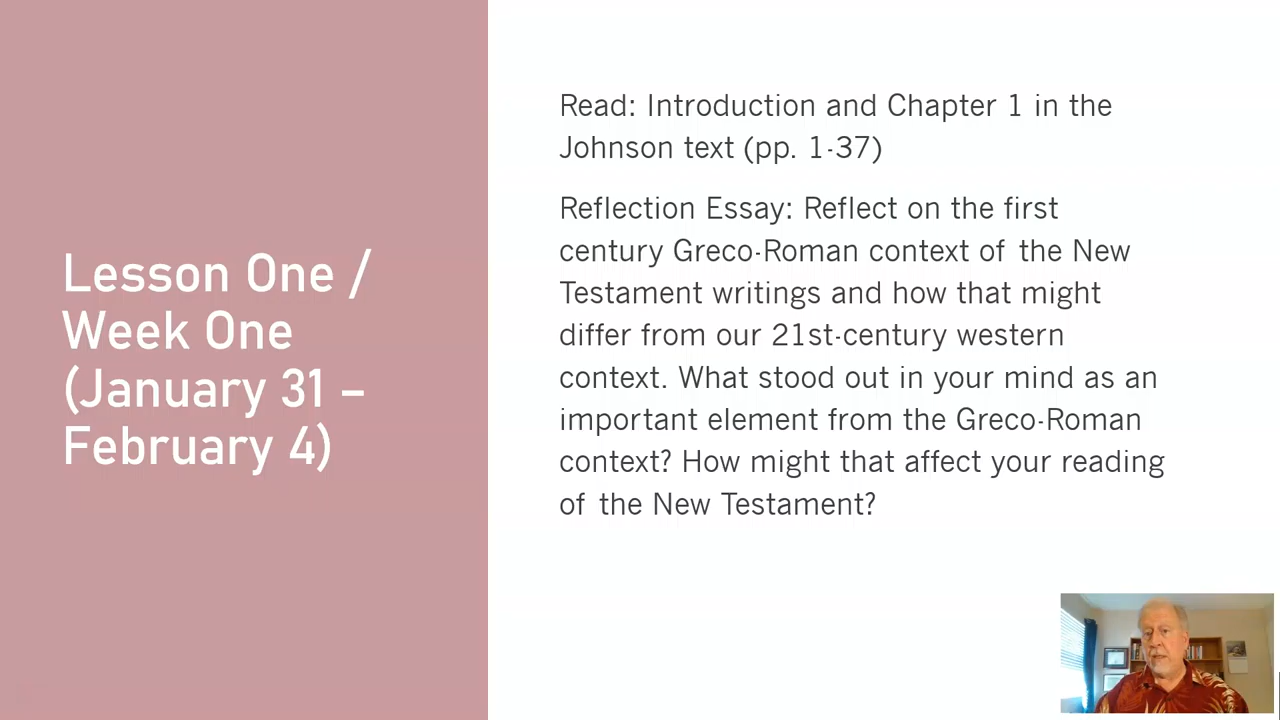 Lesson One /
Week One
(January 31 –
February 4)
Read: Introduction and Chapter 1 in the
Johnson text (pp. 1-37)
Reflection Essay: Reflect on the first
century Greco-Roman context of the New
Testament writings and how that might
differ from our 21st-century western
context. What stood out in your mind as an
important element from the Greco-Roman
context? How might that affect your reading
of the New Testament?